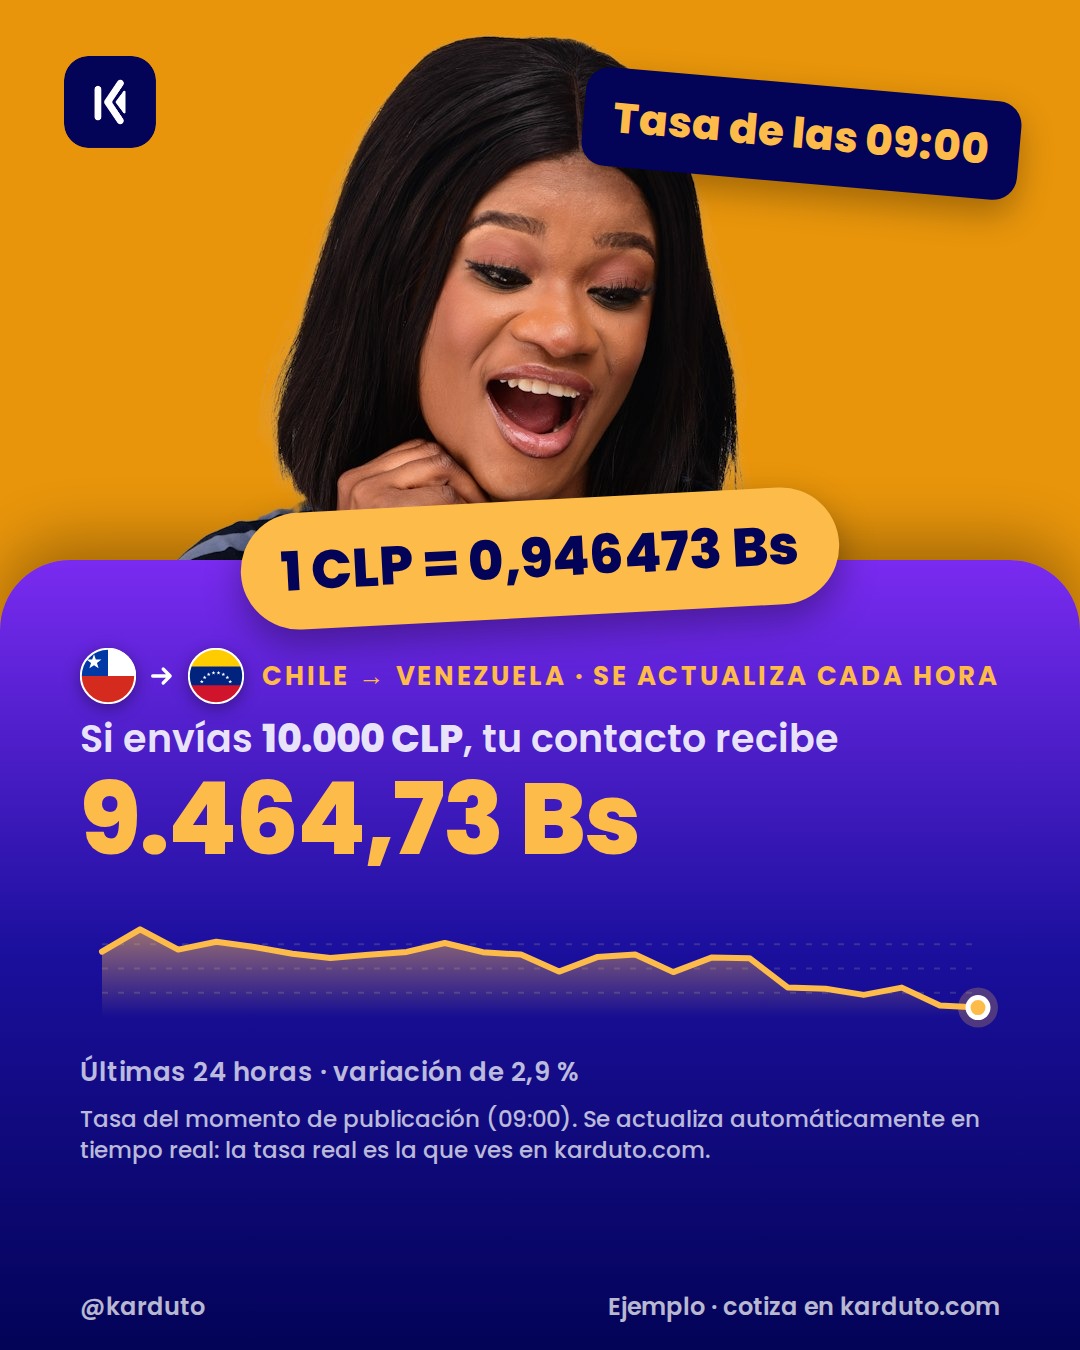 Tasa de las 09:00
1 CLP = 0,946473 Bs
CHILE → VENEZUELA · SE ACTUALIZA CADA HORA
Si envías 10.000 CLP, tu contacto recibe
9.464,73 Bs
Últimas 24 horas · variación de 2,9 %
Tasa del momento de publicación (09:00). Se actualiza automáticamente en
tiempo real: la tasa real es la que ves en karduto.com.
@karduto
Ejemplo · cotiza en karduto.com